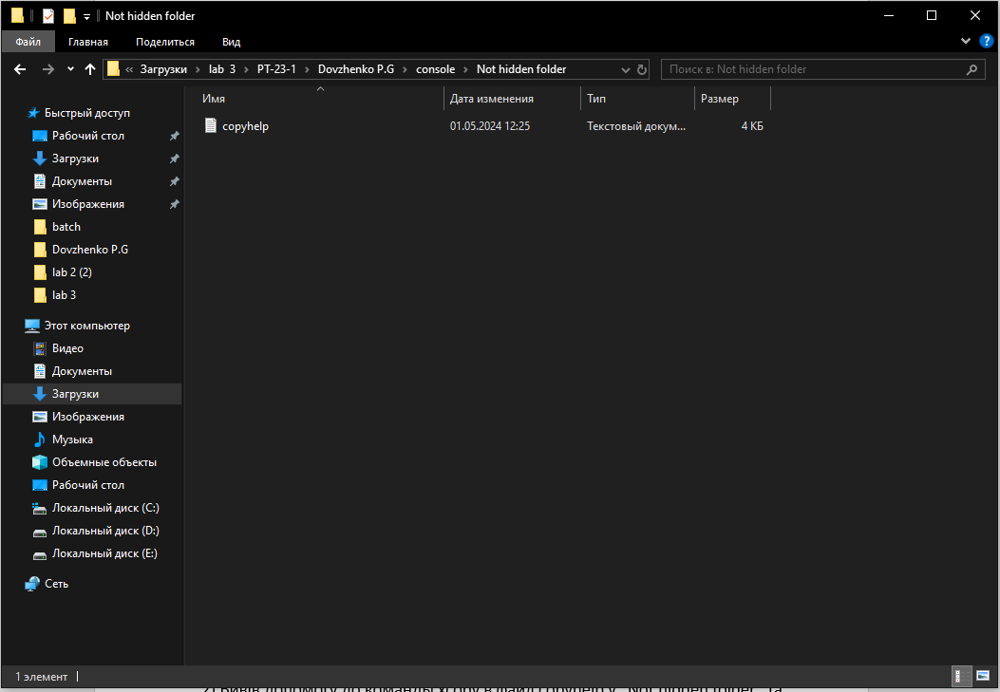 Not hidden folder
Файл Главная Поделиться Вид
« Загрузки › lab 3 › PT-23-1 › Dovzhenko P.G › console › Not hidden folder
Поиск в: Not hidden folder
Имя Дата изменения Тип Размер
copyhelp 01.05.2024 12:25 Текстовый докум... 4 КБ
Быстрый доступ
Рабочий стол
Загрузки
Документы
Изображения
batch
Dovzhenko P.G
lab 2 (2)
lab 3
Этот компьютер
Видео
Документы
Загрузки
Изображения
Музыка
Объемные объекты
Рабочий стол
Локальный диск (C:)
Локальный диск (D:)
Локальный диск (E:)
Сеть
1 элемент